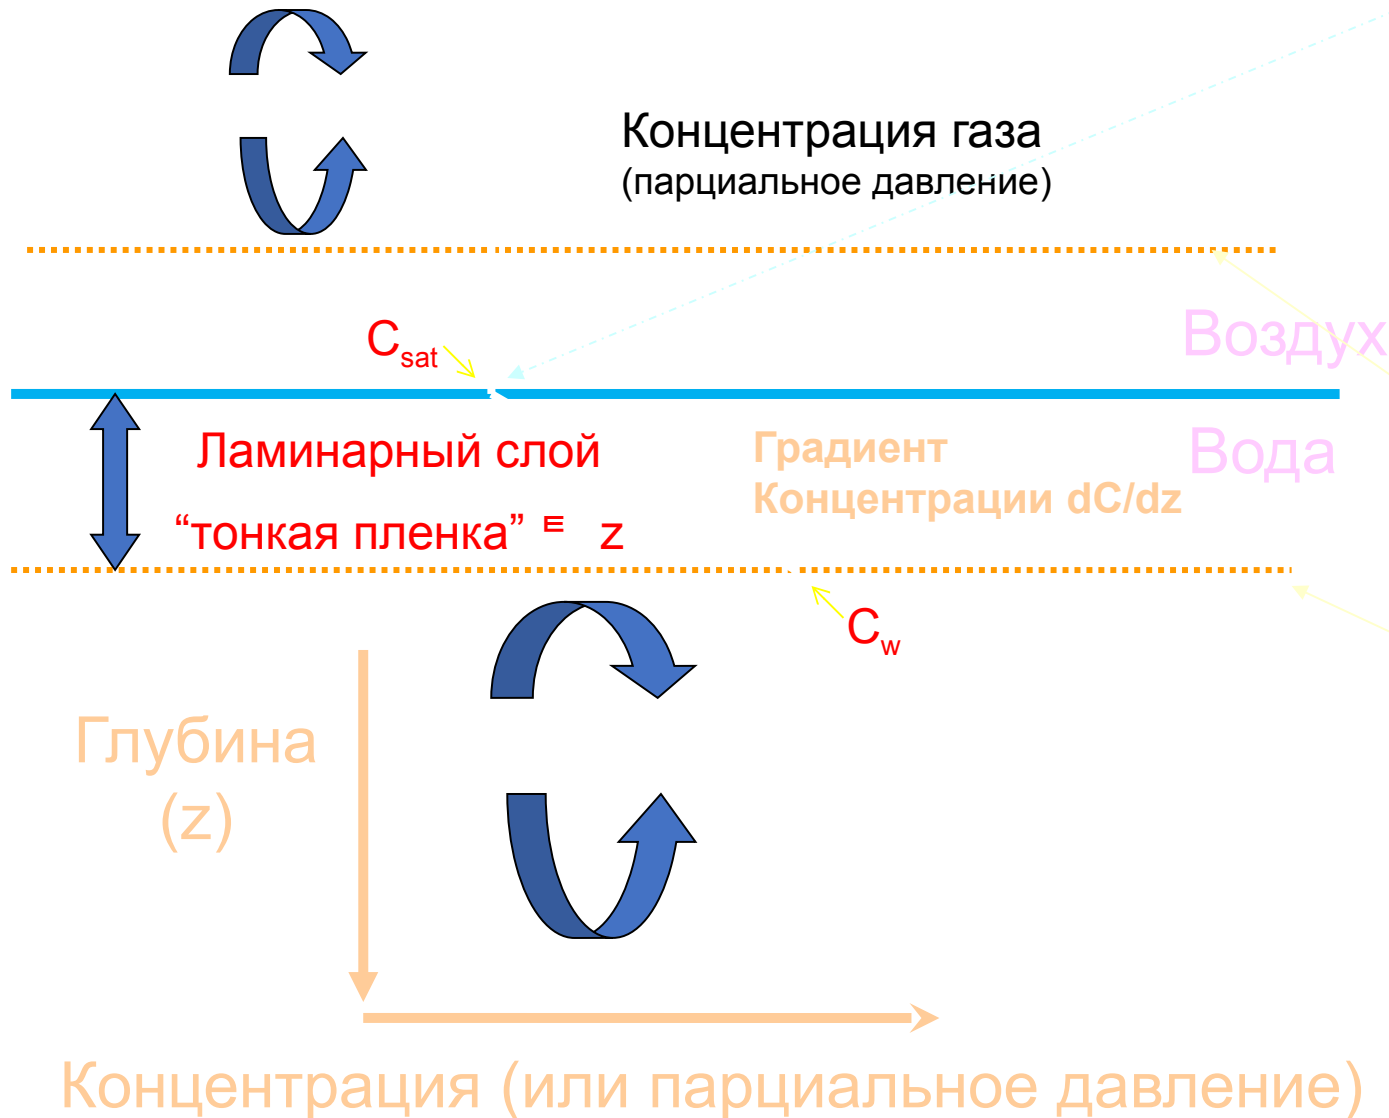 Концентрация газа
(парциальное давление)
Воздух
Csat
Ламинарный слой
“тонкая пленка” ≡ z
Градиент
Концентрации dC/dz
Вода
Cw
Глубина
(z)
Концентрация (или парциальное давление)